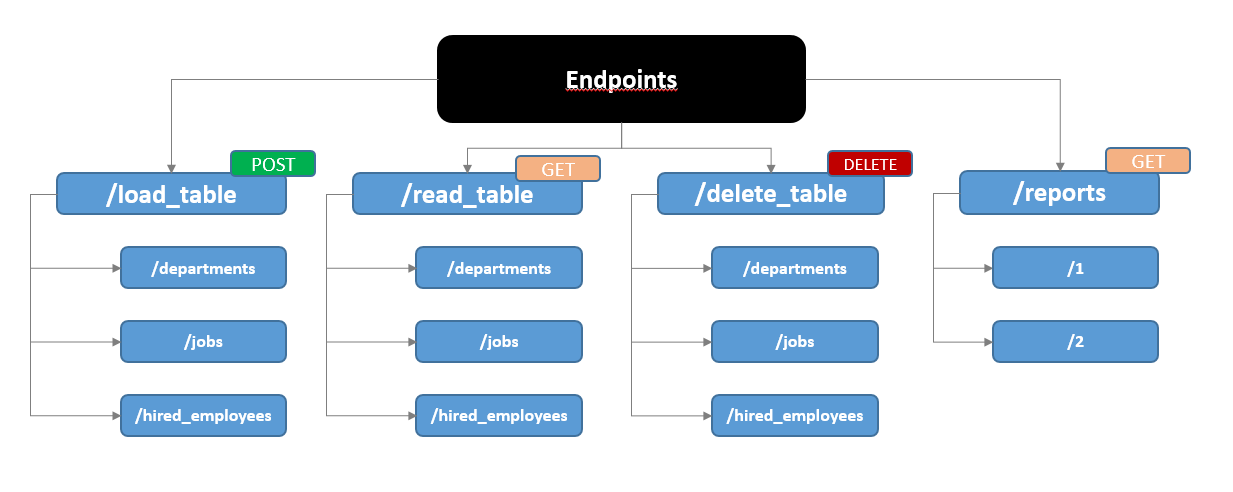 Endpoints
POST
/load_table
/departments
/jobs
/hired_employees
GET
/read_table
/departments
/jobs
/hired_employees
DELETE
/delete_table
/departments
/jobs
/hired_employees
GET
/reports
/1
/2